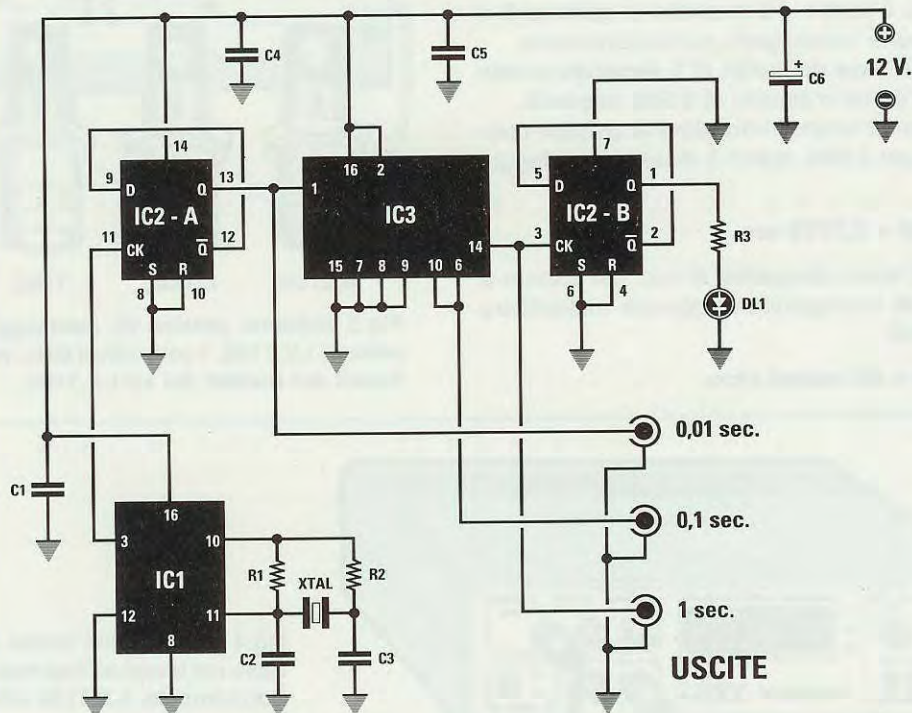 C4
C5
+
C6
12 V.
14
9
D
Q
13
IC2 - A
11
CK
Q
12
S
R
8
10
16
2
1
IC3
14
15
7
8
9
10
6
7
5
D
Q
1
IC2 - B
3
CK
Q
2
S
R
6
4
R3
DL1
0,01 sec.
0,1 sec.
1 sec.
USCITE
C1
16
3
10
IC1
12
11
8
R1
XTAL
R2
C2
C3